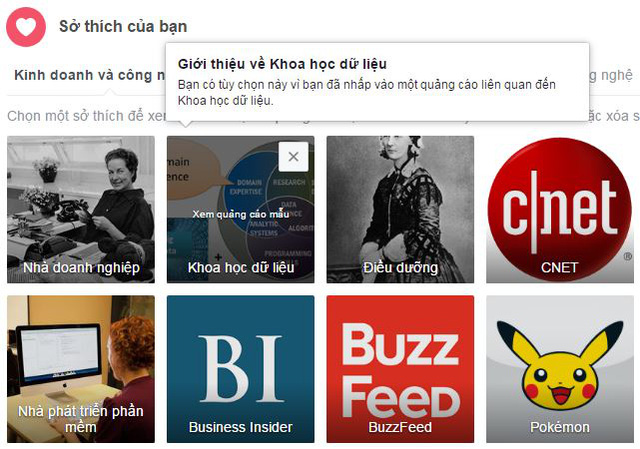 Sở thích của bạn
Giới thiệu về Khoa học dữ liệu
Bạn có tùy chọn này vì bạn đã nhấp vào một quảng cáo liên quan đến
Khoa học dữ liệu.
Kinh doanh và công
nghệ
Chọn một sở thích để xem
xóa s
main
ence
DOMAIN
EXPERTISE
RESEARCH
DATA
ANALYTIC
SYSTEMS
ALGORI
PROGRAMMING
Xem quảng cáo mẫu
c|net
®
Nhà doanh nghiệp
Khoa học dữ liệu
Điều dưỡng
CNET
BI
BUZZ
FEED
Nhà phát triển phần
mềm
Business Insider
BuzzFeed
Pokémon